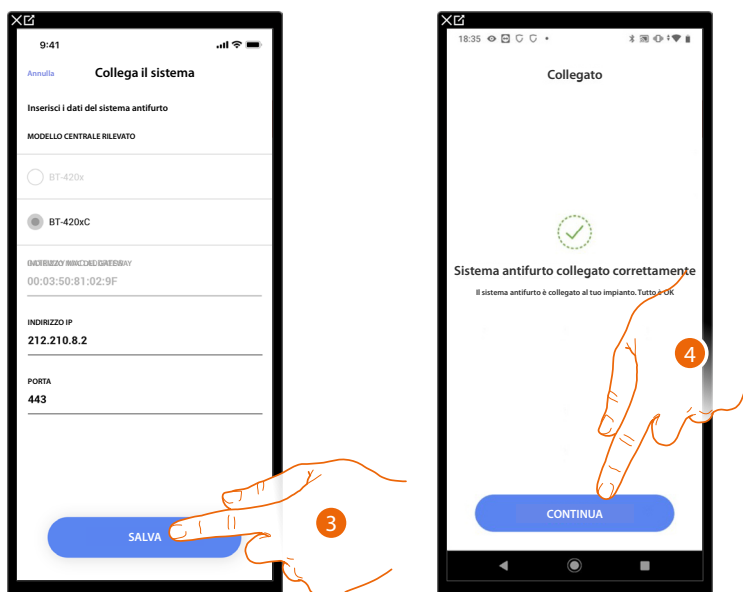 9:41
Annulla Collega il sistema
Inserisci i dati del sistema antifurto
MODELLO CENTRALE RILEVATO
BT-420x
BT-420xC
00:03:50:81:02:9F
INDIRIZZO IP
212.210.8.2
PORTA
443
SALVA
3
18:35
Collegato
Sistema antifurto collegato correttamente
Il sistema antifurto è collegato al tuo impianto. Tutto è OK
4
CONTINUA